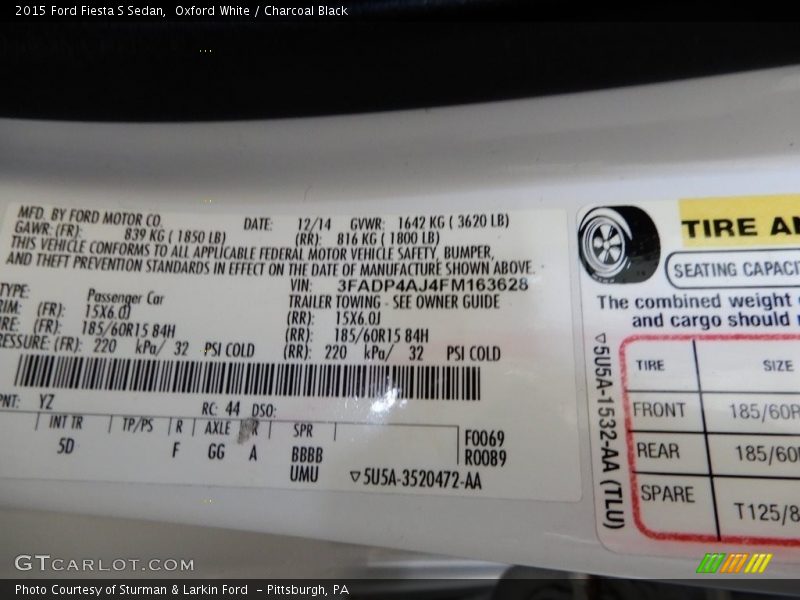 2015 Ford Fiesta S Sedan, Oxford White / Charcoal Black
MFD. BY FORD MOTOR CO.
DATE: 12/14 GVWR: 1642 KG ( 3620 LB)
GAWR: (FR): 839 KG ( 1850 LB) (RR): 816 KG ( 1800 LB)
THIS VEHICLE CONFORMS TO ALL APPLICABLE FEDERAL MOTOR VEHICLE SAFETY, BUMPER,
AND THEFT PREVENTION STANDARDS IN EFFECT ON THE DATE OF MANUFACTURE SHOWN ABOVE.
VIN: 3FADP4AJ4FM163628
TYPE: Passenger Car TRAILER TOWING - SEE OWNER GUIDE
RIM: (FR): 15X6.0J (RR): 15X6.0J
IRE: (FR): 185/60R15 84H (RR): 185/60R15 84H
RESSURE: (FR): 220 kPa/ 32 PSI COLD (RR): 220 kPa/ 32 PSI COLD
PNT: YZ RC: 44 DSO:
INT TR TP/PS R AXLE R SPR
F0069
5D F GG A BBBB
R0089
UMU ▽5U5A-3520472-AA
TIRE AN
SEATING CAPACIT
The combined weight
and cargo should
▽5U5A-1532-AA (TLU)
TIRE SIZE
FRONT 185/60R
REAR 185/60
SPARE T125/8
GTCARLOT.COM
Photo Courtesy of Sturman & Larkin Ford - Pittsburgh, PA